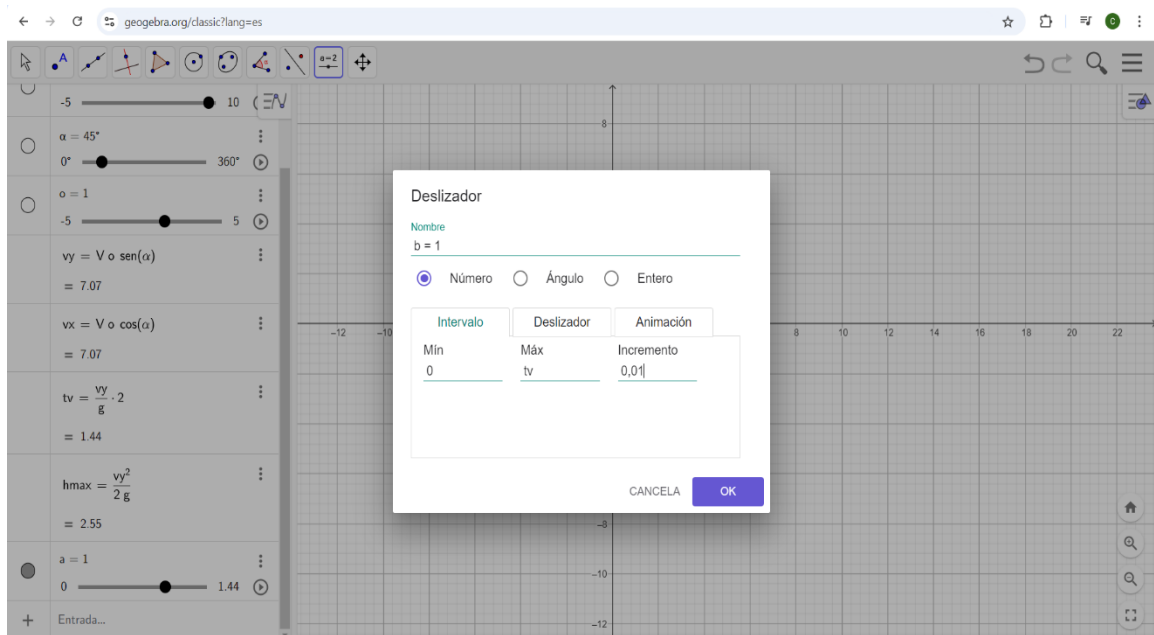 geogebra.org/classic?lang=es
C
A
a=2
-5 10
α = 45°
0° 360°
o = 1
-5 5
vy = V o sen(α)
= 7.07
vx = V o cos(α)
= 7.07
tv = vy/g · 2
= 1.44
hmax = vy²/2 g
= 2.55
a = 1
0 1.44
Entrada...
Deslizador
Nombre
b = 1
Número Ángulo Entero
Intervalo Deslizador Animación
Mín Máx Incremento
0 tv 0,01
CANCELA OK
8
−12 −10 8 10 12 14 16 18 20 22
−8
−10
−12